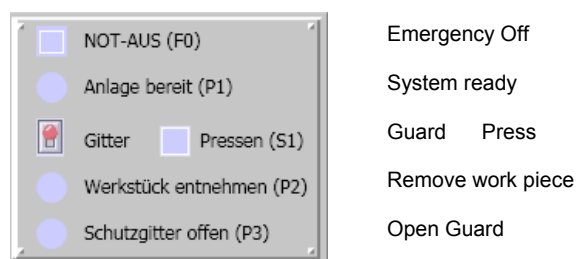 NOT-AUS (F0) Emergency Off
Anlage bereit (P1) System ready
Gitter Pressen (S1) Guard Press
Werkstück entnehmen (P2) Remove work piece
Schutzgitter offen (P3) Open Guard